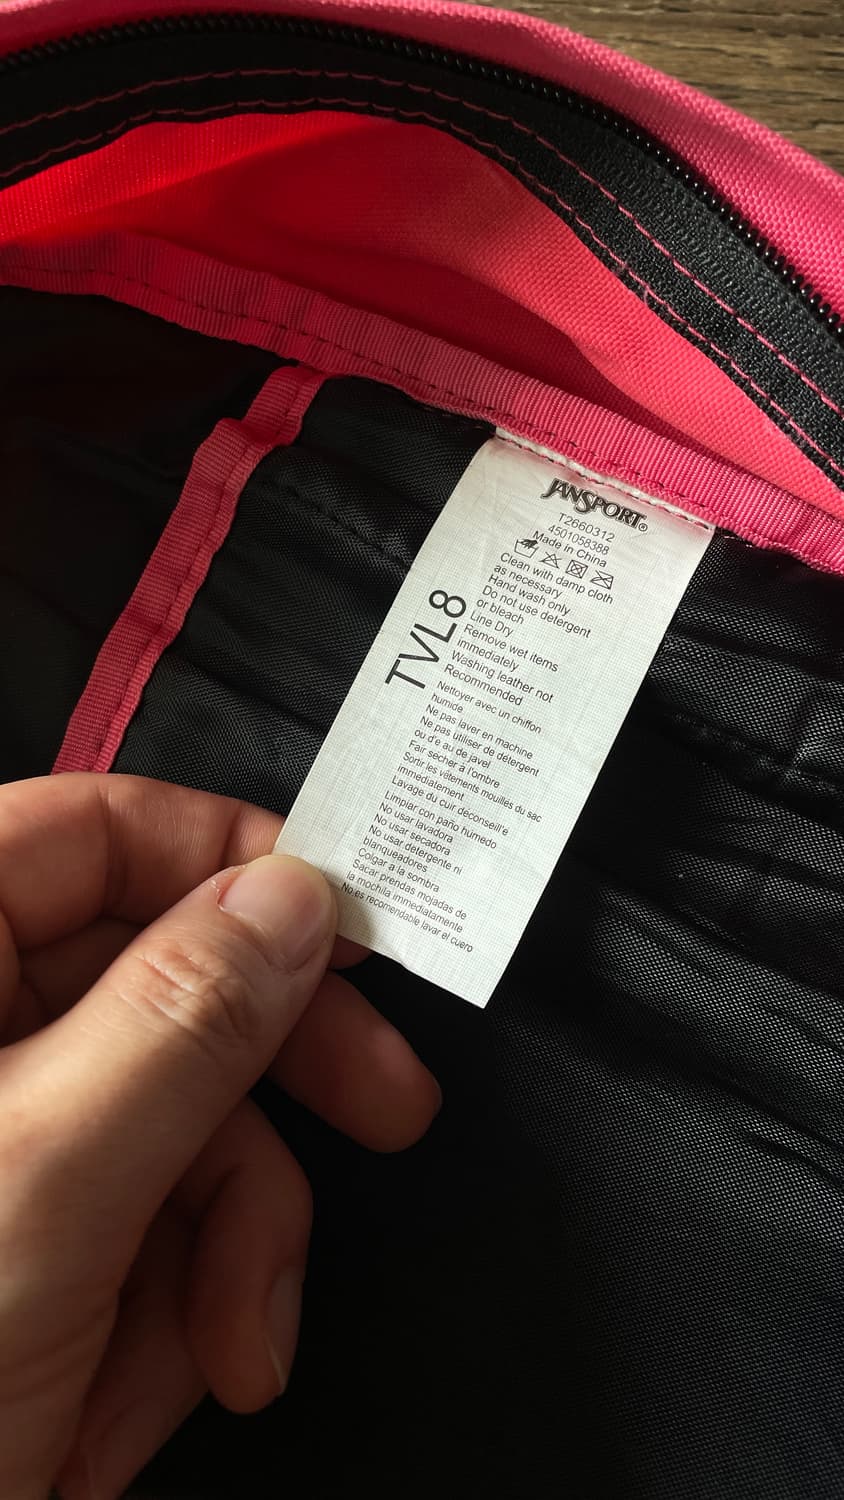 JANSPORT®
T2660312
4501058388
Made in China
Clean with damp cloth
as necessary
Hand wash only
Do not use detergent
or bleach
Line Dry
Remove wet items
immediately
Washing leather not
Recommended
TVL8
Nettoyer avec un chiffon
humide
Ne pas laver en machine
Ne pas utiliser de détergent
ou d'e au de javel
Fair sécher à l'ombre
Sortir les vêtements mouillés du sac
immédiatement
Lavage du cuir déconseill'e
Limpiar con paño húmedo
No usar lavadora
No usar secadora
No usar detergente ni
blanqueadores
Colgar a la sombra
Sacar prendas mojadas de
la mochila immediatamente
No es recomendable lavar el cuero